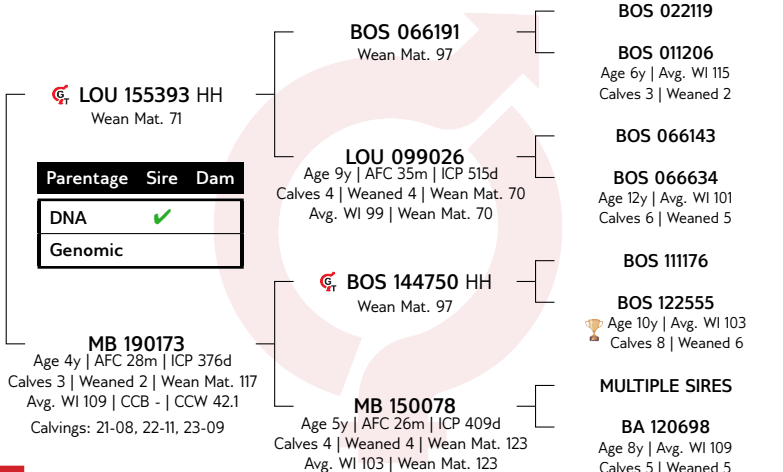 BOS 022119
BOS 066191
Wean Mat. 97
BOS 011206
Age 6y | Avg. WI 115
Calves 3 | Weaned 2
GT LOU 155393 HH
Wean Mat. 71
BOS 066143
LOU 099026
Age 9y | AFC 35m | ICP 515d
Calves 4 | Weaned 4 | Wean Mat. 70
Avg. WI 99 | Wean Mat. 70
BOS 066634
Age 12y | Avg. WI 101
Calves 6 | Weaned 5
Parentage Sire Dam
DNA ✔
Genomic
BOS 111176
GT BOS 144750 HH
Wean Mat. 97
BOS 122555
Age 10y | Avg. WI 103
Calves 8 | Weaned 6
MB 190173
Age 4y | AFC 28m | ICP 376d
Calves 3 | Weaned 2 | Wean Mat. 117
Avg. WI 109 | CCB - | CCW 42.1
Calvings: 21-08, 22-11, 23-09
MULTIPLE SIRES
MB 150078
Age 5y | AFC 26m | ICP 409d
Calves 4 | Weaned 4 | Wean Mat. 123
Avg. WI 103 | Wean Mat. 123
BA 120698
Age 8y | Avg. WI 109
Calves 5 | Weaned 5